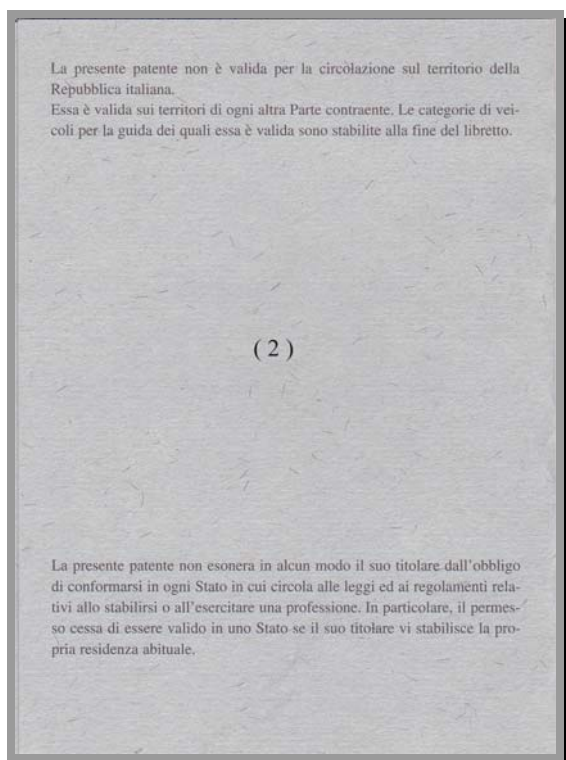 La presente patente non è valida per la circolazione sul territorio della
Repubblica italiana.
Essa è valida sui territori di ogni altra Parte contraente. Le categorie di vei-
coli per la guida dei quali essa è valida sono stabilite alla fine del libretto.
( 2 )
La presente patente non esonera in alcun modo il suo titolare dall'obbligo
di conformarsi in ogni Stato in cui circola alle leggi ed ai regolamenti rela-
tivi allo stabilirsi o all'esercitare una professione. In particolare, il permes-
so cessa di essere valido in uno Stato se il suo titolare vi stabilisce la pro-
pria residenza abituale.